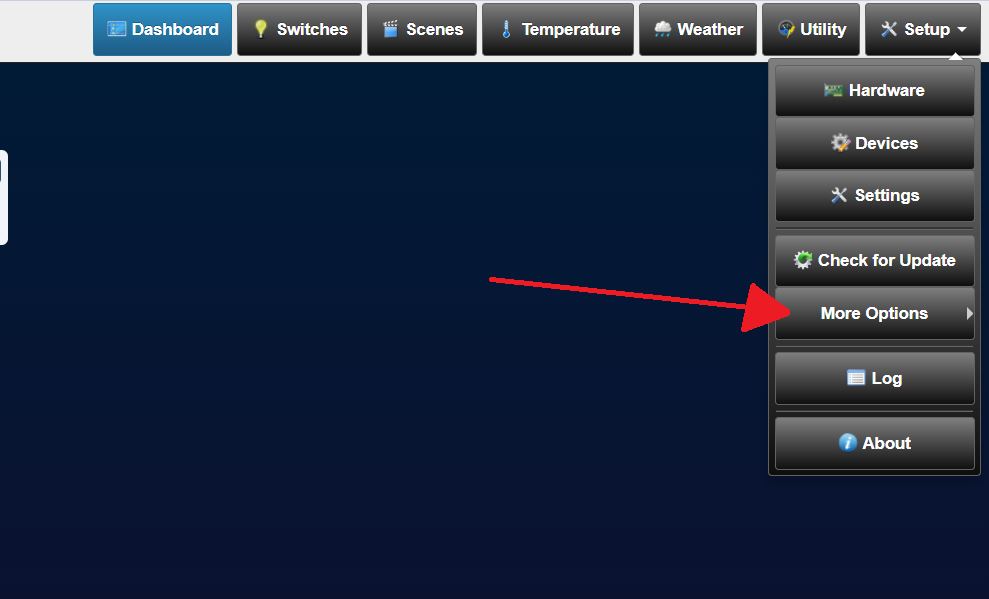 Dashboard
Switches
Scenes
Temperature
Weather
Utility
Setup
Hardware
Devices
Settings
Check for Update
More Options
Log
About